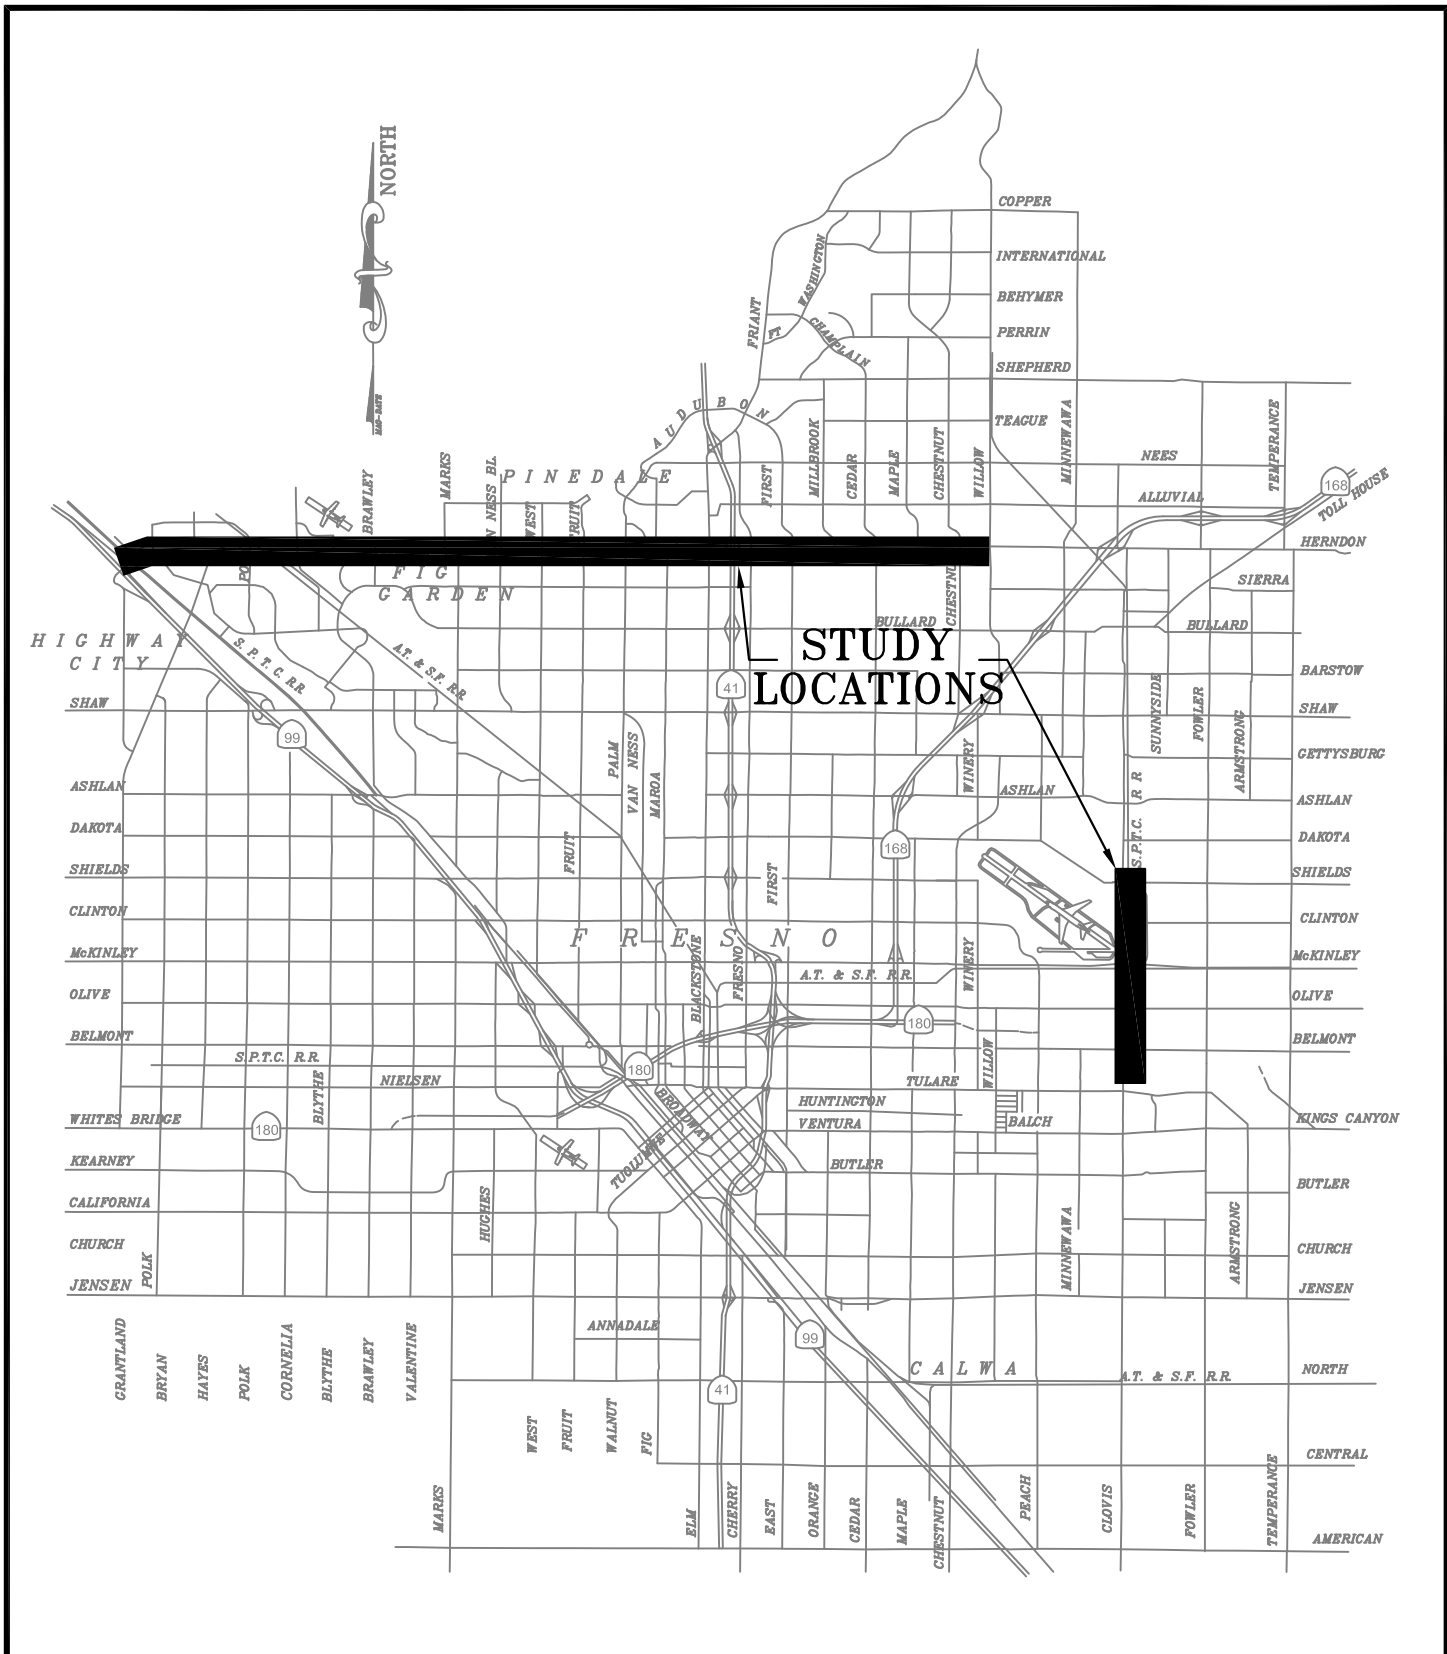 NORTH
MAG-DATE
COPPER
INTERNATIONAL
WASHINGTON
BEHYMER
FRIANT
FT
CHAMPLAIN
PERRIN
SHEPHERD
AUDUBON
TEAGUE
MARKS
N NESS BL.
PINEDALE
BRAWLEY
WEST
FRUIT
FIRST
MILLBROOK
CEDAR
MAPLE
CHESTNUT
WILLOW
MINNEWAWA
NEES
TEMPERANCE
168
TOLL HOUSE
ALLUVIAL
HERNDON
PO
FIG
GARDEN
CHESTNU
SIERRA
HIGHWAY
CITY
S. P. T. C. R.R.
A.T. & S.F. R.R.
BULLARD
BULLARD
STUDY
LOCATIONS
BARSTOW
41
SHAW
99
SUNNYSIDE
FOWLER
ARMSTRONG
SHAW
PALM
VAN NESS
MAROA
WINERY
GETTYSBURG
ASHLAN
ASHLAN
ASHLAN
DAKOTA
S.P.T.C. R R
DAKOTA
FRUIT
168
SHIELDS
FIRST
SHIELDS
CLINTON
CLINTON
FRESNO
McKINLEY
BLACKSTONE
FRESNO
A.T. & S.F. R.R.
WINERY
McKINLEY
OLIVE
OLIVE
180
BELMONT
BELMONT
S.P.T.C. R.R.
180
WILLOW
NIELSEN
TULARE
BLYTHE
BROADWAY
HUNTINGTON
WHITES BRIDGE
180
VENTURA
BALCH
KINGS CANYON
TUOLUMNE
KEARNEY
BUTLER
BUTLER
CALIFORNIA
HUGHES
MINNEWAWA
ARMSTRONG
CHURCH
CHURCH
POLK
JENSEN
JENSEN
GRANTLAND
BRYAN
HAYES
POLK
CORNELIA
BLYTHE
BRAWLEY
VALENTINE
ANNADALE
99
CALWA
NORTH
A.T. & S.F. R.R.
41
WEST
FRUIT
WALNUT
FIG
CENTRAL
MARKS
ELM
CHERRY
EAST
ORANGE
CEDAR
MAPLE
CHESTNUT
PEACH
CLOVIS
FOWLER
TEMPERANCE
AMERICAN